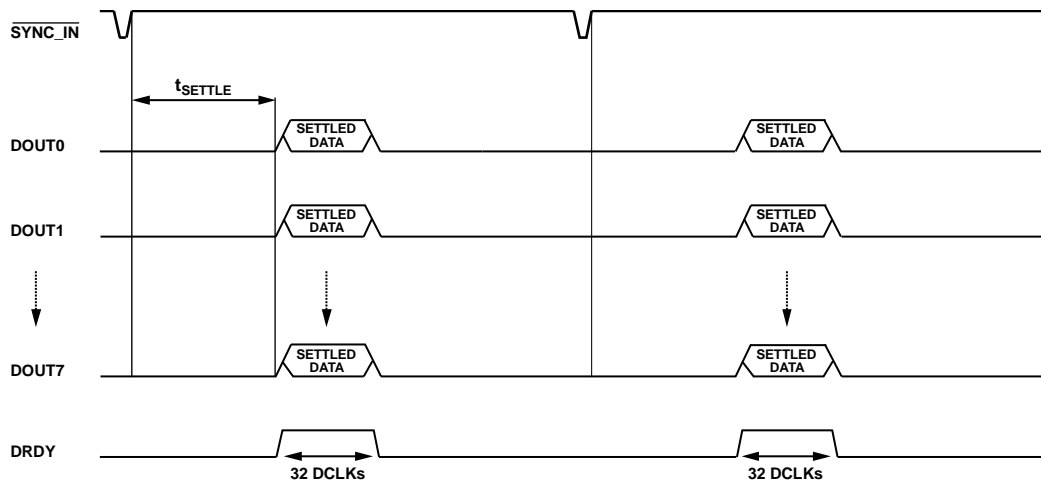 SYNC_IN
tSETTLE
DOUT0
SETTLED
DATA
SETTLED
DATA
DOUT1
SETTLED
DATA
SETTLED
DATA
DOUT7
SETTLED
DATA
SETTLED
DATA
DRDY
32 DCLKs
32 DCLKs